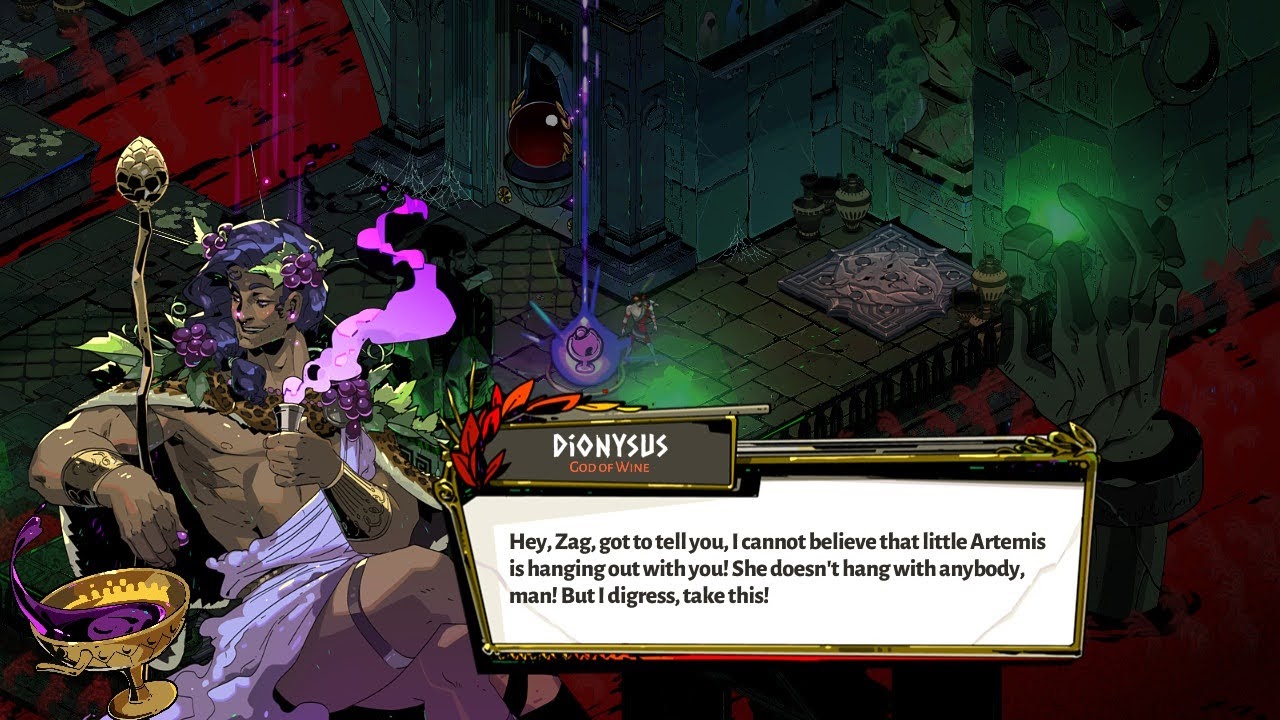 DIONYSUS
GOD OF WINE
Hey, Zag, got to tell you, I cannot believe that little Artemis
is hanging out with you! She doesn't hang with anybody,
man! But I digress, take this!